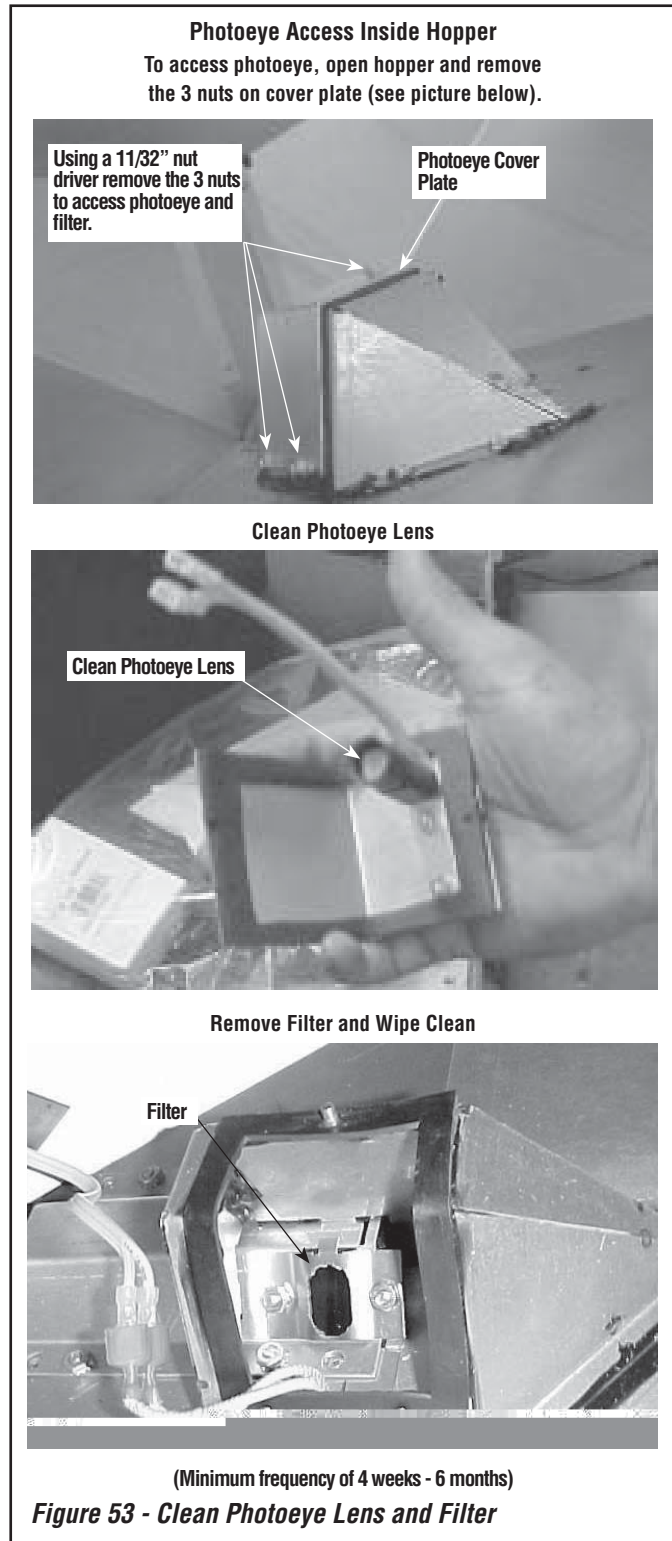 Photoeye Access Inside Hopper
To access photoeye, open hopper and remove
the 3 nuts on cover plate (see picture below).
Using a 11/32” nut
driver remove the 3 nuts
to access photoeye and
filter.
Photoeye Cover
Plate
Clean Photoeye Lens
Clean Photoeye Lens
Remove Filter and Wipe Clean
Filter
(Minimum frequency of 4 weeks - 6 months)
Figure 53 - Clean Photoeye Lens and Filter